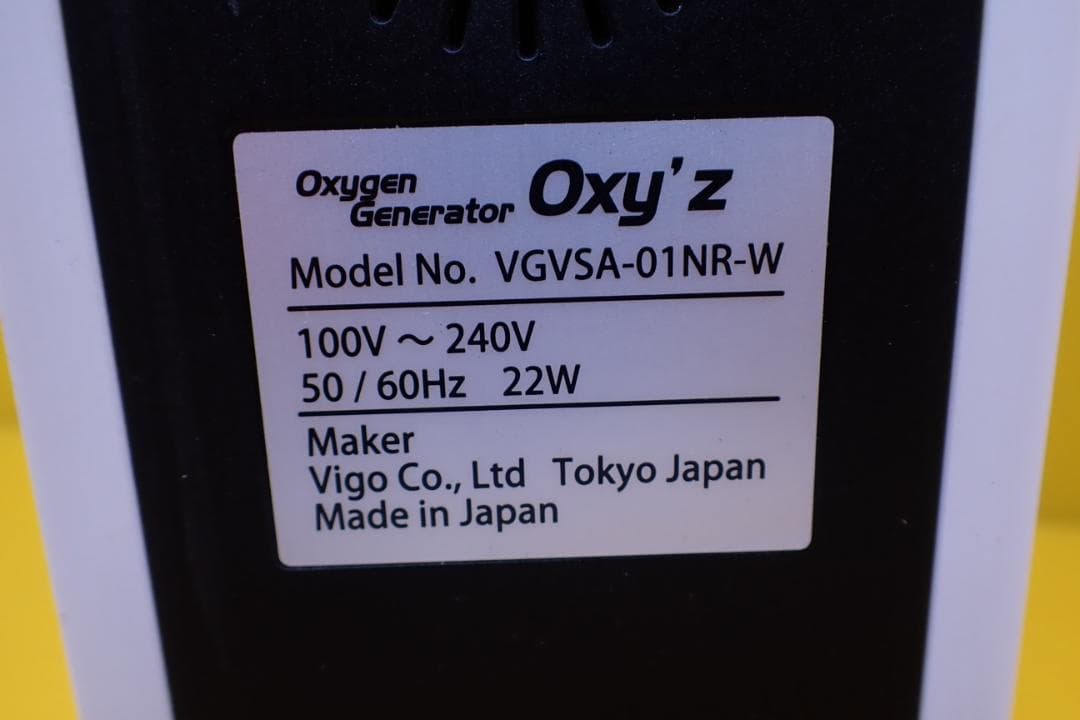 Oxygen
Generator Oxy'z
Model No. VGVSA-01NR-W
100V ～ 240V
50 / 60Hz 22W
Maker
Vigo Co., Ltd Tokyo Japan
Made in Japan